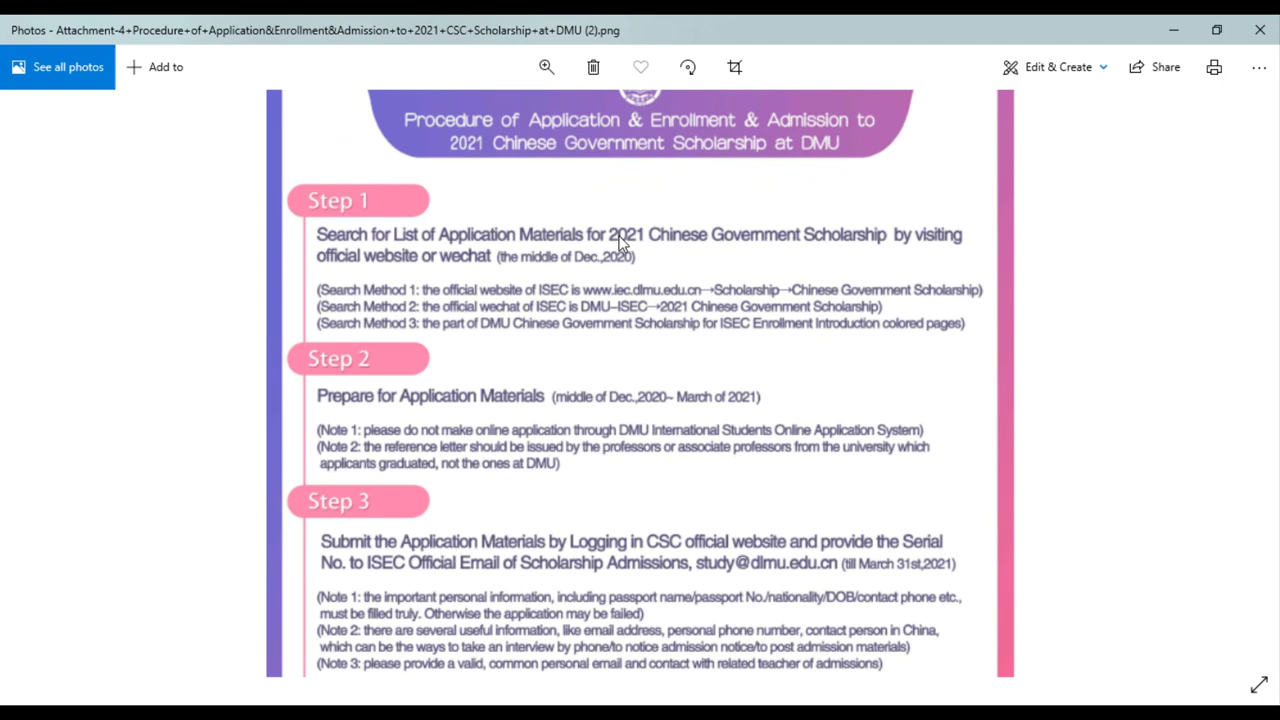 Photos - Attachment-4+Procedure+of+Application&Enrollment&Admission+to+2021+CSC+Scholarship+at+DMU (2).png
See all photos
Add to
Edit & Create
Share
Procedure of Application & Enrollment & Admission to
2021 Chinese Government Scholarship at DMU
Step 1
Search for List of Application Materials for 2021 Chinese Government Scholarship by visiting
official website or wechat (the middle of Dec.,2020)
(Search Method 1: the official website of ISEC is www.iec.dlmu.edu.cn→Scholarship→Chinese Government Scholarship)
(Search Method 2: the official wechat of ISEC is DMU-ISEC→2021 Chinese Government Scholarship)
(Search Method 3: the part of DMU Chinese Government Scholarship for ISEC Enrollment Introduction colored pages)
Step 2
Prepare for Application Materials (middle of Dec.,2020~ March of 2021)
(Note 1: please do not make online application through DMU International Students Online Application System)
(Note 2: the reference letter should be issued by the professors or associate professors from the university which
applicants graduated, not the ones at DMU)
Step 3
Submit the Application Materials by Logging in CSC official website and provide the Serial
No. to ISEC Official Email of Scholarship Admissions, study@dlmu.edu.cn (till March 31st,2021)
(Note 1: the important personal information, including passport name/passport No./nationality/DOB/contact phone etc.,
must be filled truly. Otherwise the application may be failed)
(Note 2: there are several useful information, like email address, personal phone number, contact person in China,
which can be the ways to take an interview by phone/to notice admission notice/to post admission materials)
(Note 3: please provide a valid, common personal email and contact with related teacher of admissions)